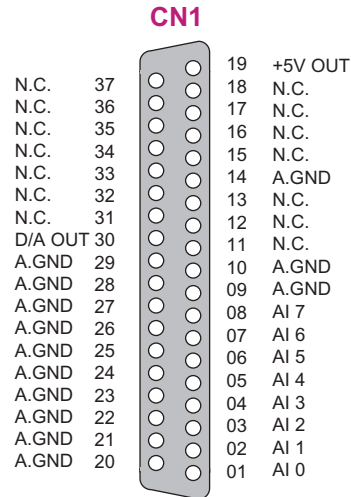 CN1
19 +5V OUT
N.C. 37
18 N.C.
N.C. 36
17 N.C.
N.C. 35
16 N.C.
N.C. 34
15 N.C.
N.C. 33
14 A.GND
N.C. 32
13 N.C.
N.C. 31
12 N.C.
D/A OUT 30
11 N.C.
A.GND 29
10 A.GND
A.GND 28
09 A.GND
A.GND 27
08 AI 7
A.GND 26
07 AI 6
A.GND 25
06 AI 5
A.GND 24
05 AI 4
A.GND 23
04 AI 3
A.GND 22
03 AI 2
A.GND 21
02 AI 1
A.GND 20
01 AI 0